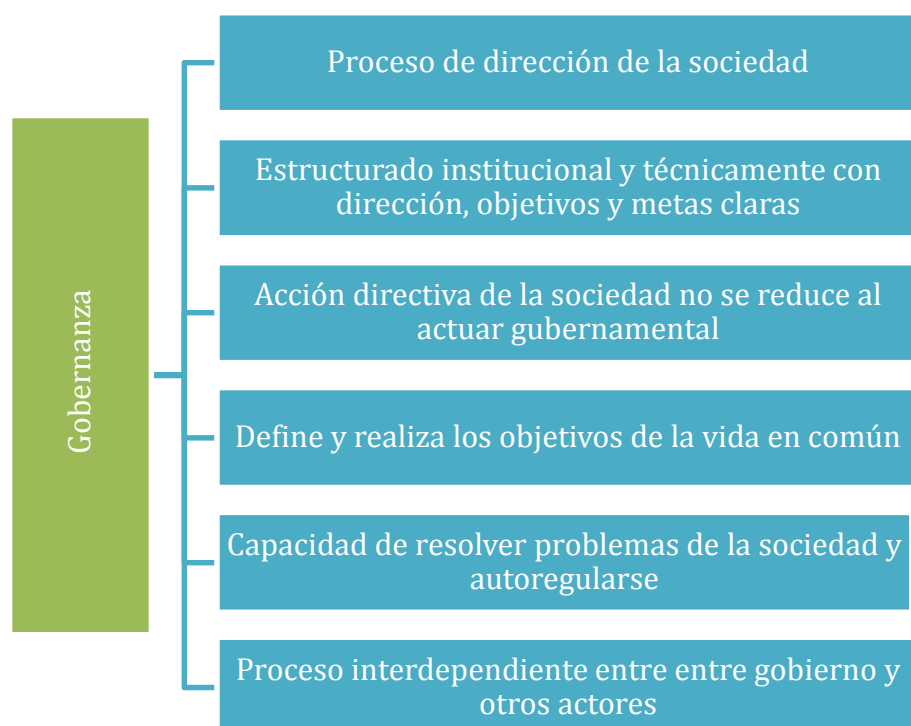 Gobernanza
Proceso de dirección de la sociedad
Estructurado institucional y técnicamente con
dirección, objetivos y metas claras
Acción directiva de la sociedad no se reduce al
actuar gubernamental
Define y realiza los objetivos de la vida en común
Capacidad de resolver problemas de la sociedad y
autoregularse
Proceso interdependiente entre entre gobierno y
otros actores